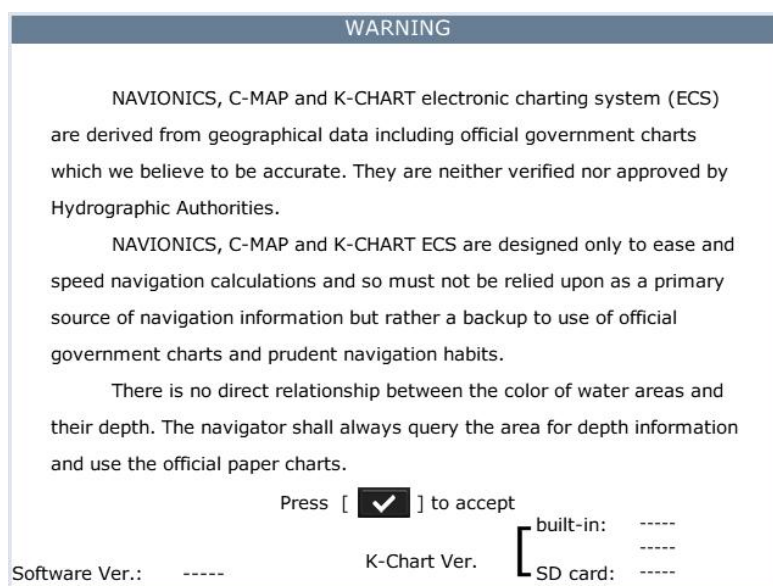 WARNING
NAVIONICS, C-MAP and K-CHART electronic charting system (ECS)
are derived from geographical data including official government charts
which we believe to be accurate. They are neither verified nor approved by
Hydrographic Authorities.
NAVIONICS, C-MAP and K-CHART ECS are designed only to ease and
speed navigation calculations and so must not be relied upon as a primary
source of navigation information but rather a backup to use of official
government charts and prudent navigation habits.
There is no direct relationship between the color of water areas and
their depth. The navigator shall always query the area for depth information
and use the official paper charts.
Press [ ✓ ] to accept
built-in: -----
-----
K-Chart Ver.
SD card: -----
Software Ver.: -----